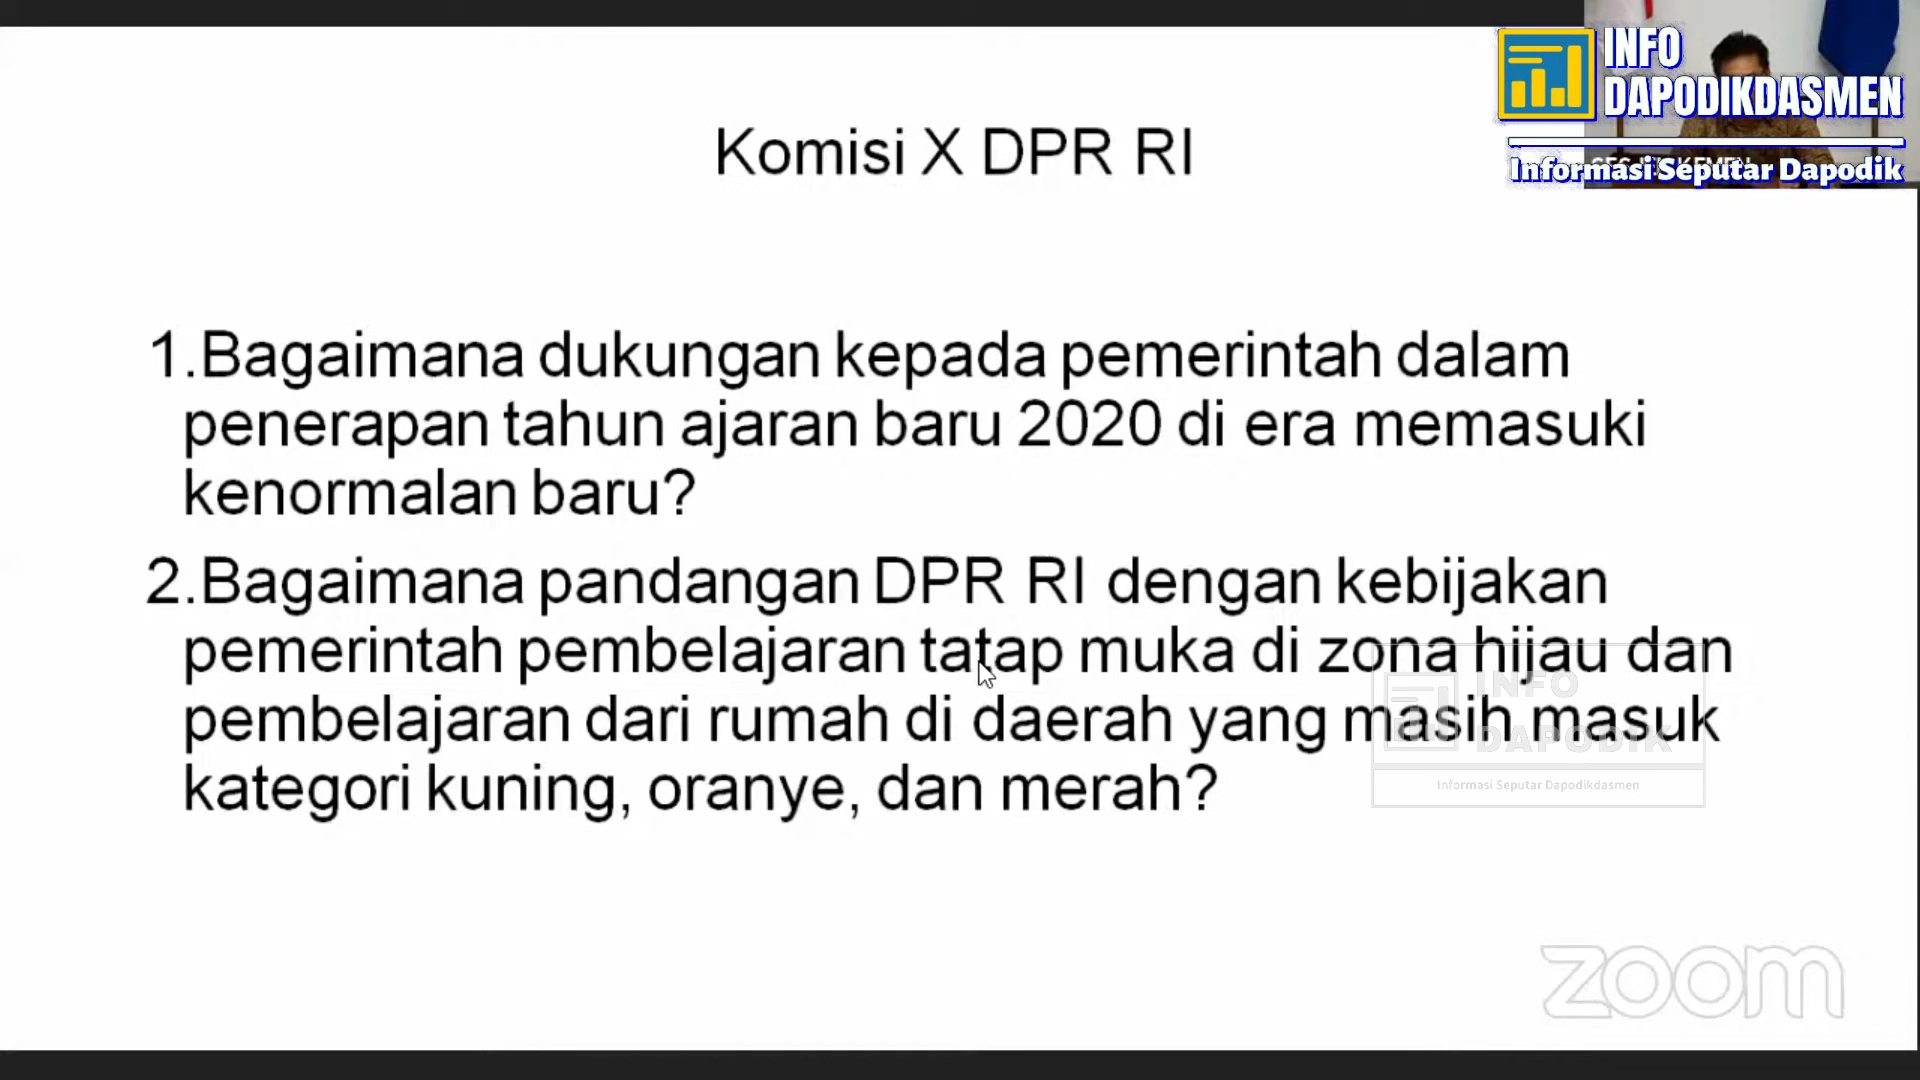 INFO
DAPODIKDASMEN
Informasi Seputar Dapodik
Komisi X DPR RI
1.Bagaimana dukungan kepada pemerintah dalam
penerapan tahun ajaran baru 2020 di era memasuki
kenormalan baru?
2.Bagaimana pandangan DPR RI dengan kebijakan
pemerintah pembelajaran tatap muka di zona hijau dan
pembelajaran dari rumah di daerah yang masih masuk
kategori kuning, oranye, dan merah?
INFO
DAPODIK
Informasi Seputar Dapodikdasmen
zoom